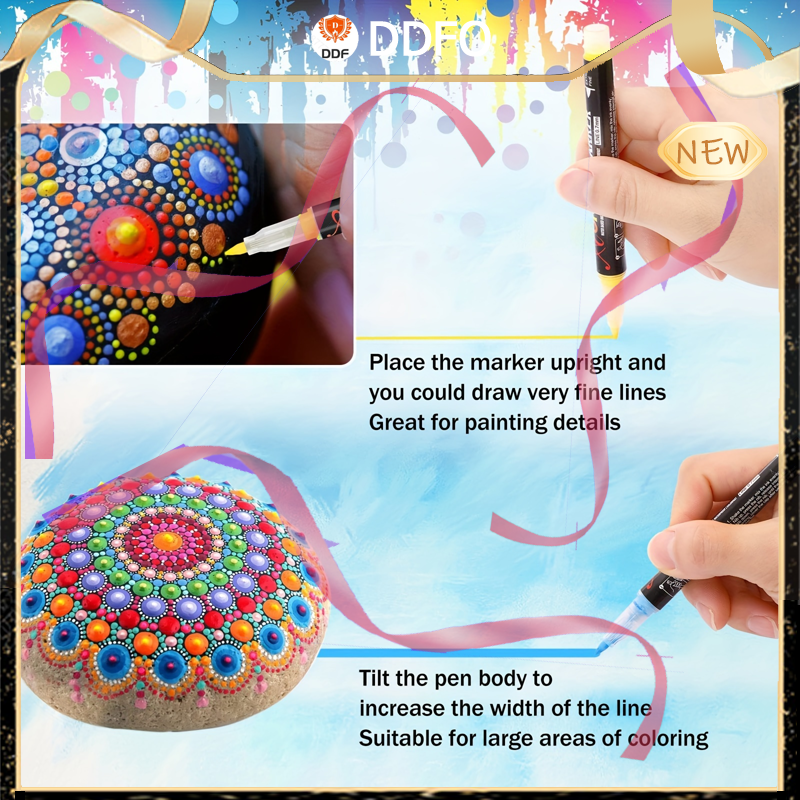 DDF DDFO
NEW
Place the marker upright and
you could draw very fine lines
Great for painting details
Tilt the pen body to
increase the width of the line
Suitable for large areas of coloring